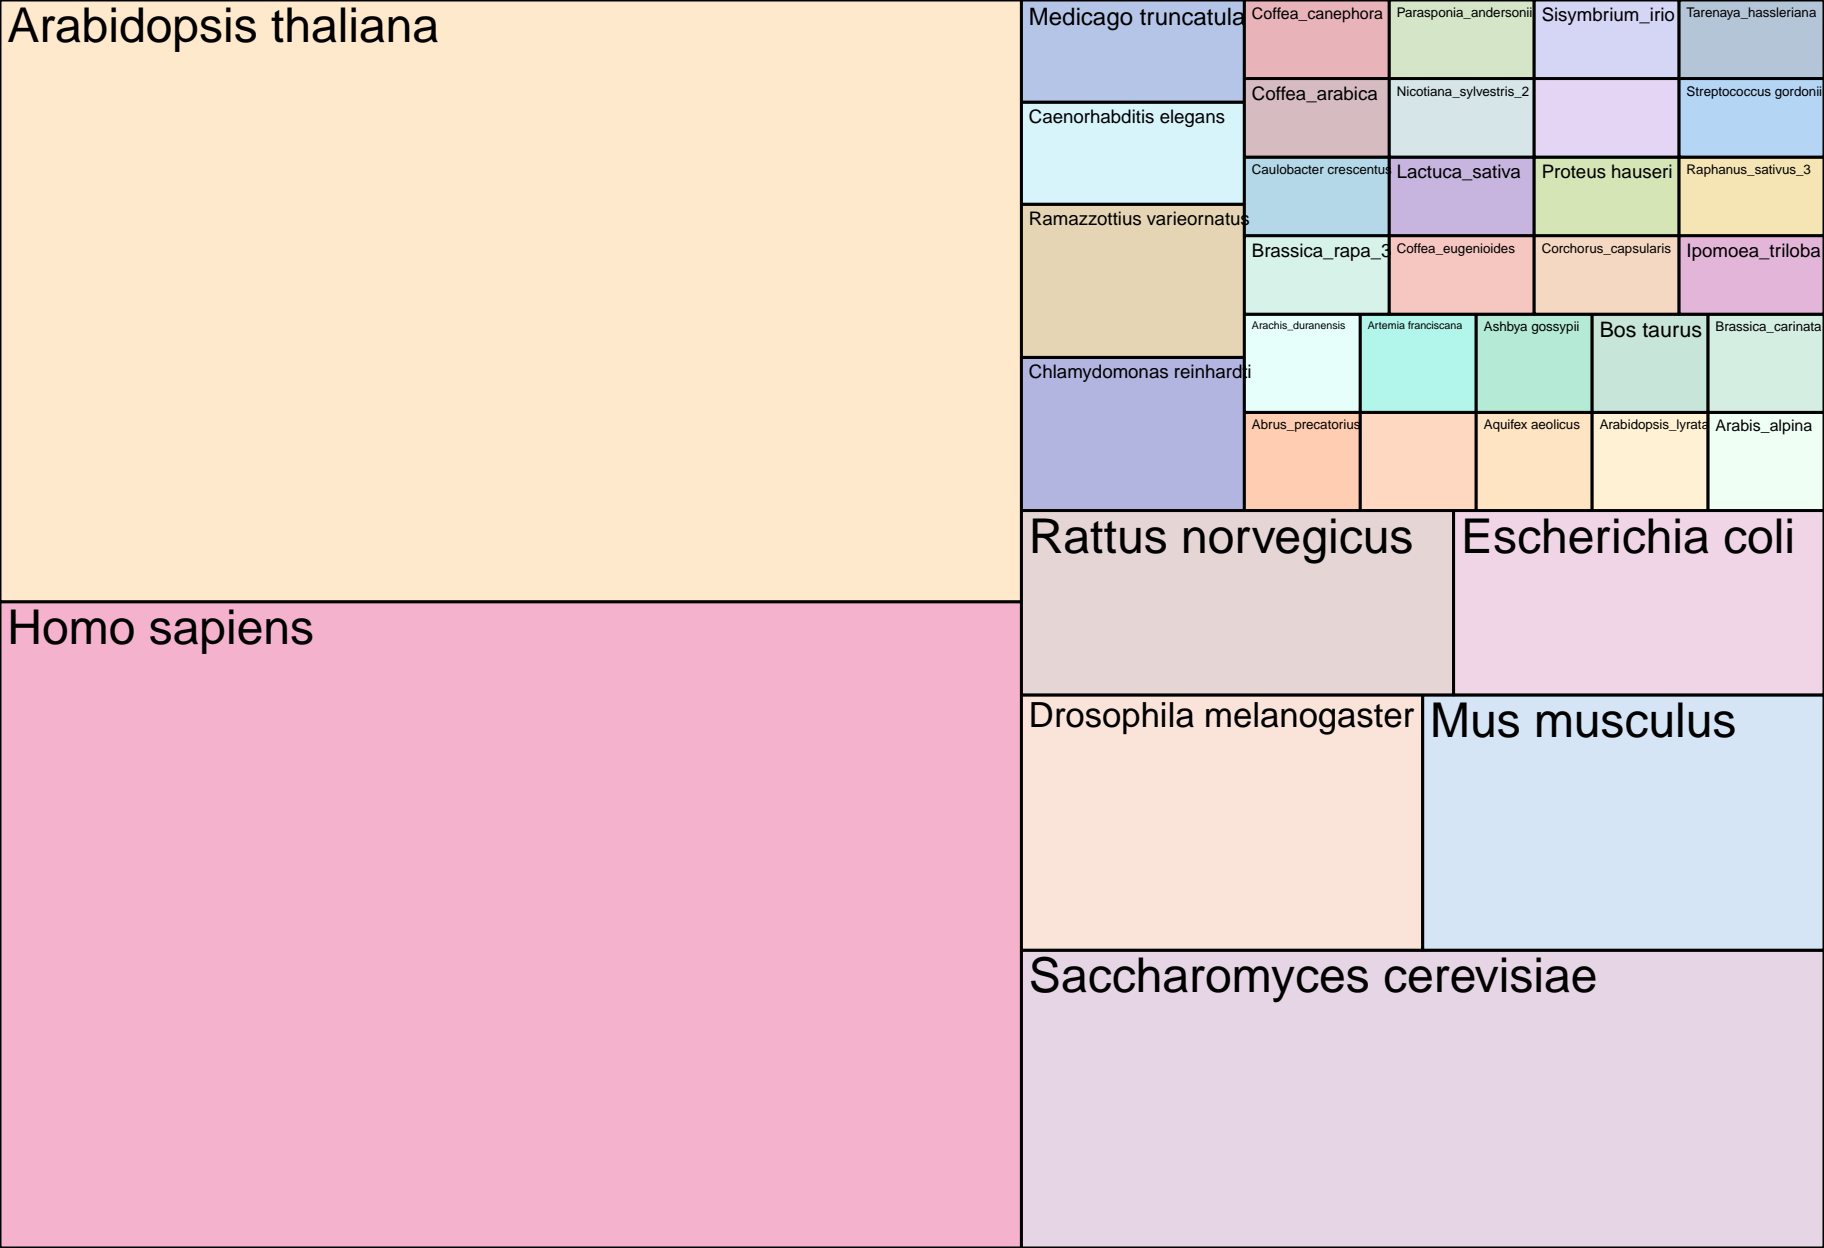 Arabidopsis thaliana
Homo sapiens
Medicago truncatula
Caenorhabditis elegans
Ramazzottius varieornatus
Chlamydomonas reinhardti
Coffea_canephora
Parasponia_andersonii
Sisymbrium_irio
Tarenaya_hassleriana
Coffea_arabica
Nicotiana_sylvestris_2
Streptococcus gordonii
Caulobacter crescentus
Lactuca_sativa
Proteus hauseri
Raphanus_sativus_3
Brassica_rapa_3
Coffea_eugenioides
Corchorus_capsularis
Ipomoea_triloba
Arachis_duranensis
Artemia franciscana
Ashbya gossypii
Bos taurus
Brassica_carinata
Abrus_precatorius
Aquifex aeolicus
Arabidopsis_lyrata
Arabis_alpina
Rattus norvegicus
Escherichia coli
Drosophila melanogaster
Mus musculus
Saccharomyces cerevisiae